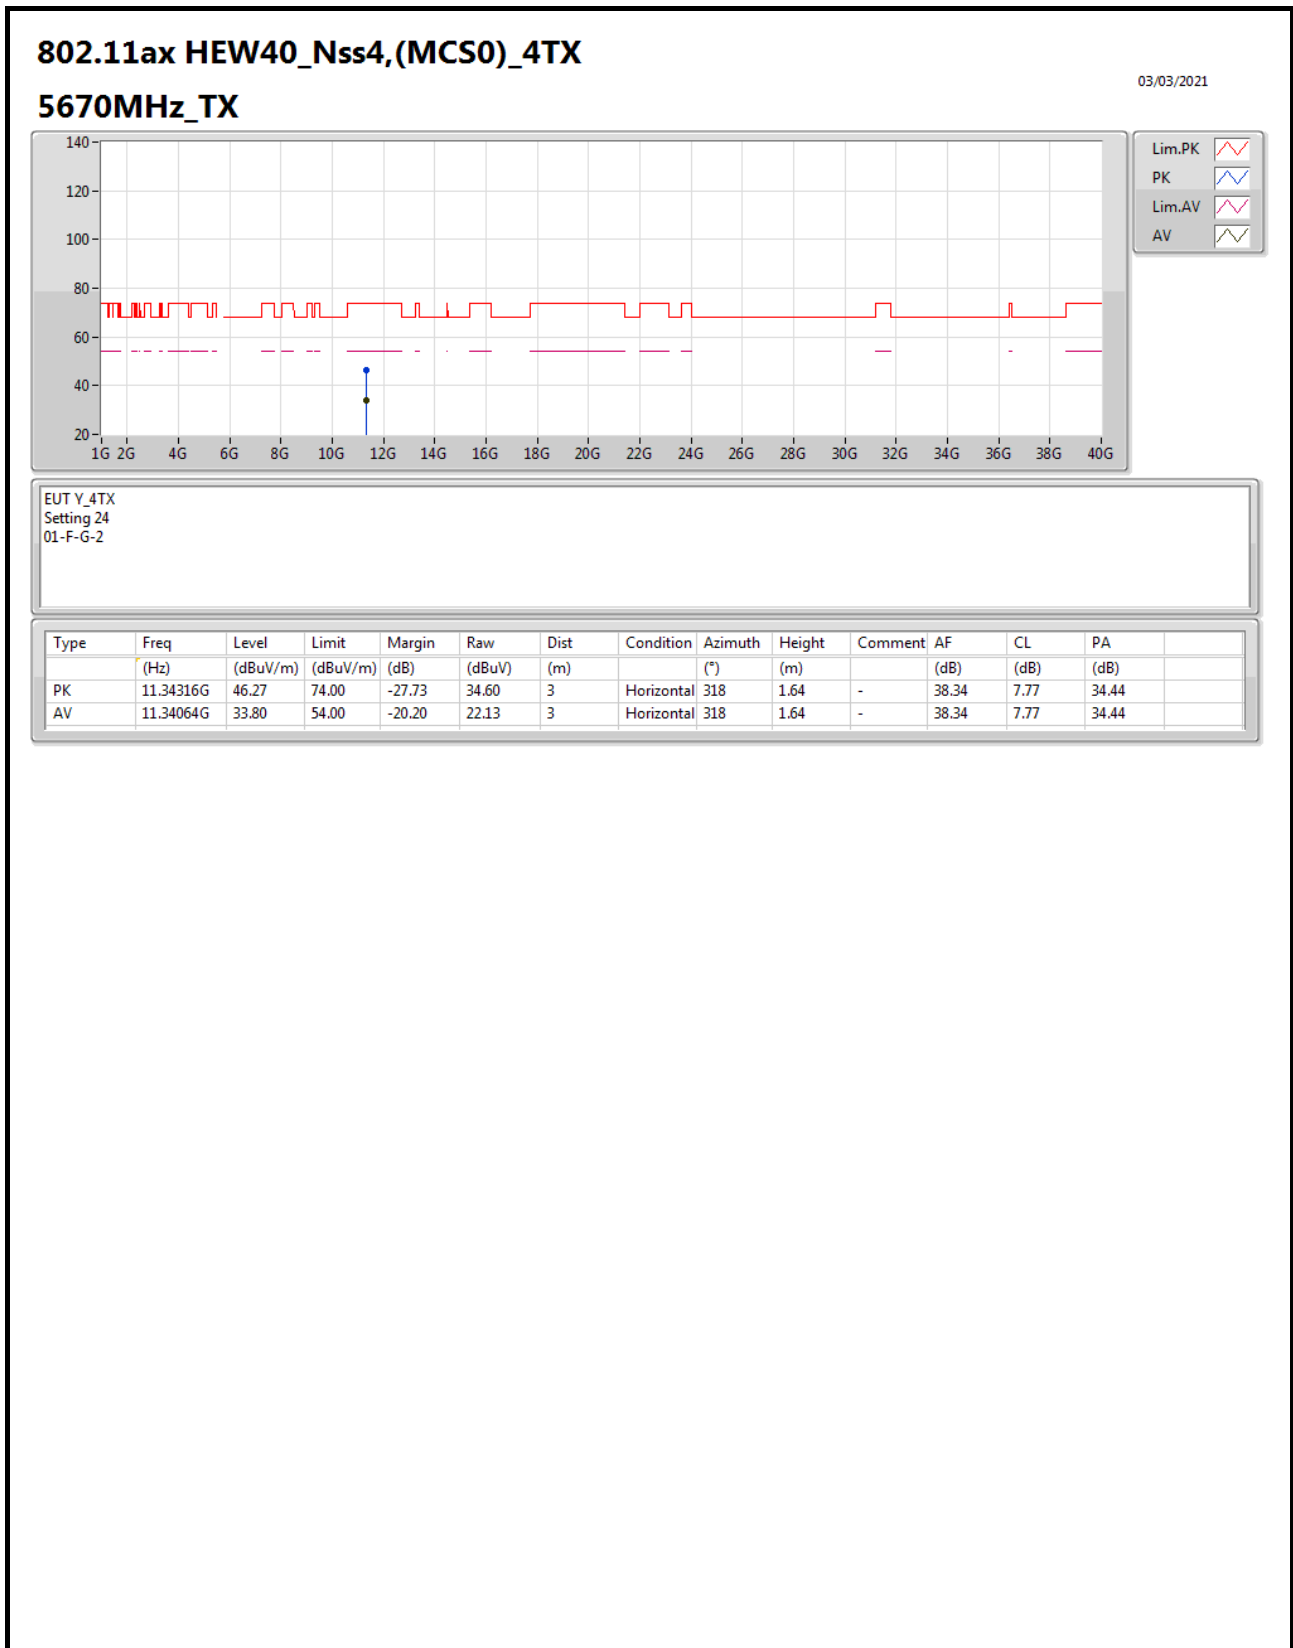 802.11ax HEW40_Nss4,(MCS0)_4TX
03/03/2021
5670MHz_TX
140
120
100
80
60
40
20
1G 2G 4G 6G 8G 10G 12G 14G 16G 18G 20G 22G 24G 26G 28G 30G 32G 34G 36G 38G 40G
Lim.PK
PK
Lim.AV
AV
EUT Y_4TX
Setting 24
01-F-G-2
Type Freq Level Limit Margin Raw Dist Condition Azimuth Height Comment AF CL PA
(Hz) (dBuV/m) (dBuV/m) (dB) (dBuV) (m) (°) (m) (dB) (dB) (dB)
PK 11.34316G 46.27 74.00 -27.73 34.60 3 Horizontal 318 1.64 - 38.34 7.77 34.44
AV 11.34064G 33.80 54.00 -20.20 22.13 3 Horizontal 318 1.64 - 38.34 7.77 34.44